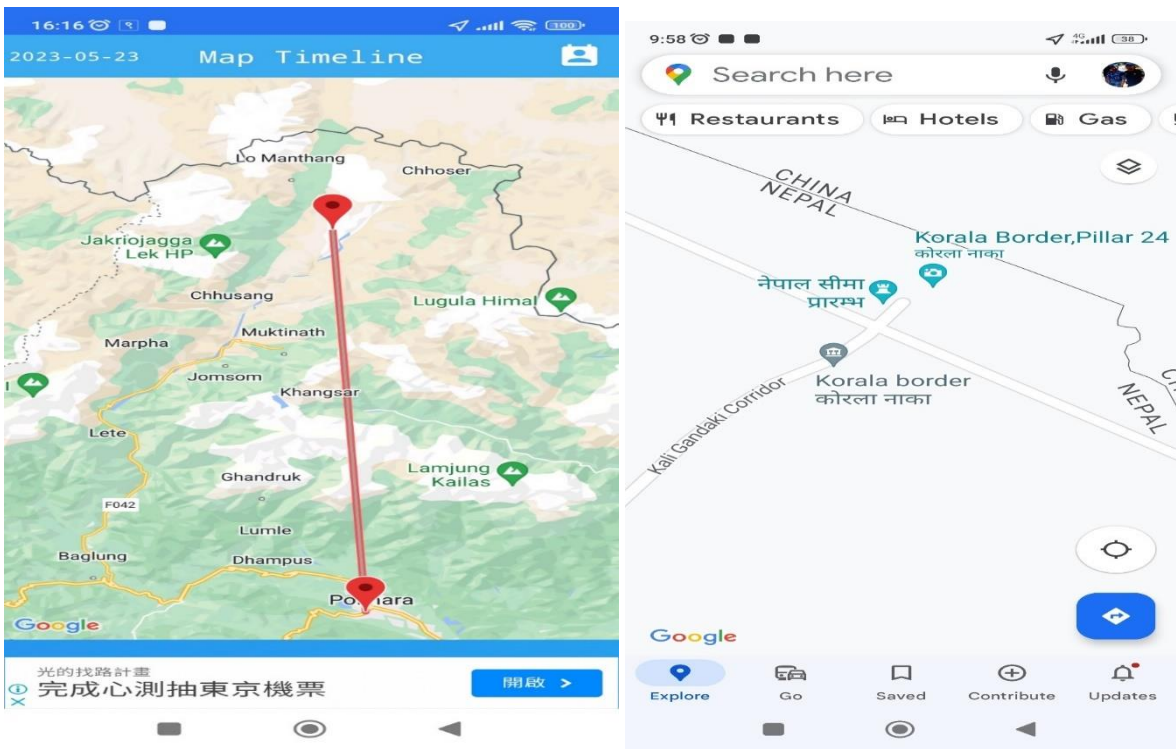 16:16
100
2023-05-23 Map Timeline
Lo Manthang
Chhoser
Jakriojagga
Lek HP
Chhusang
Lugula Himal
Muktinath
Marpha
Jomsom
Khangsar
Lete
Lamjung
Kailas
Ghandruk
F042
Lumle
Baglung
Dhampus
Google
光的找路計畫
完成心測抽東京機票
開啟 >
9:58
4G
38
Search here
Restaurants
Hotels
Gas
CHINA
NEPAL
Korala Border,Pillar 24
कोरला नाका
नेपाल सीमा
प्रारम्भ
Korala border
कोरला नाका
Kali Gandaki Corridor
NEPAL
Google
Explore
Go
Saved
Contribute
Updates